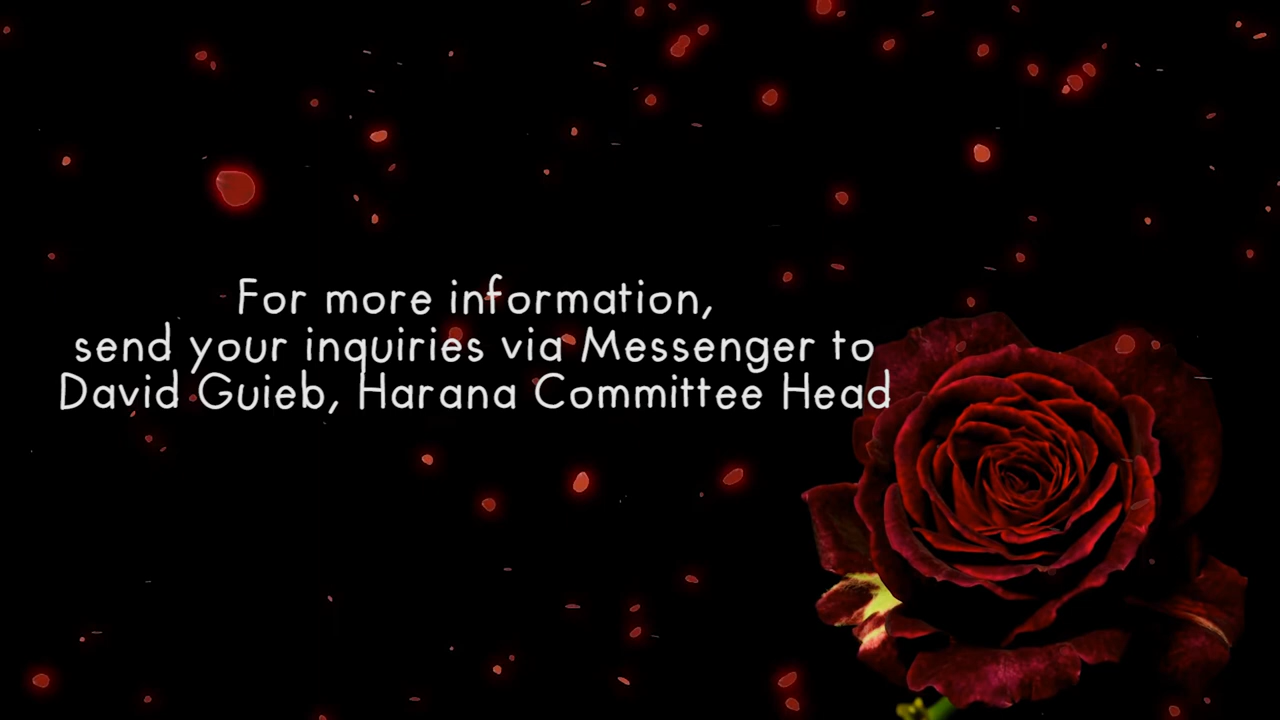 For more information,
send your inquiries via Messenger to
David Guieb, Harana Committee Head